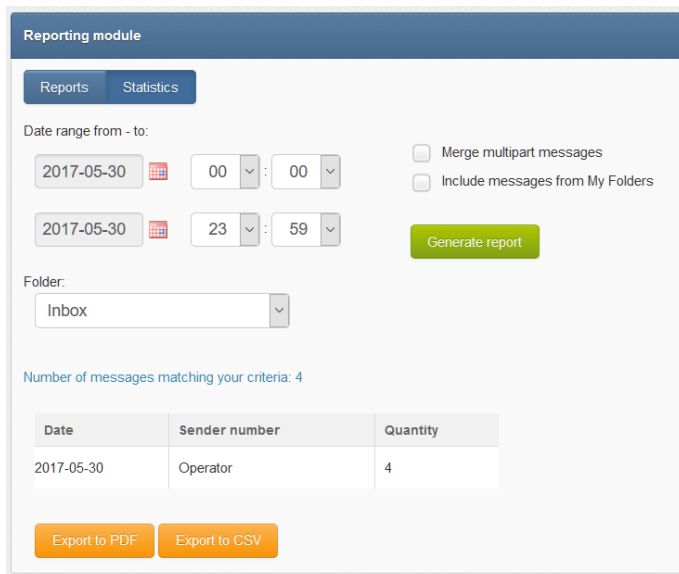 Reporting module
Reports Statistics
Date range from - to:
2017-05-30 00 : 00
Merge multipart messages
Include messages from My Folders
2017-05-30 23 : 59
Generate report
Folder:
Inbox
Number of messages matching your criteria: 4
Date Sender number Quantity
2017-05-30 Operator 4
Export to PDF Export to CSV